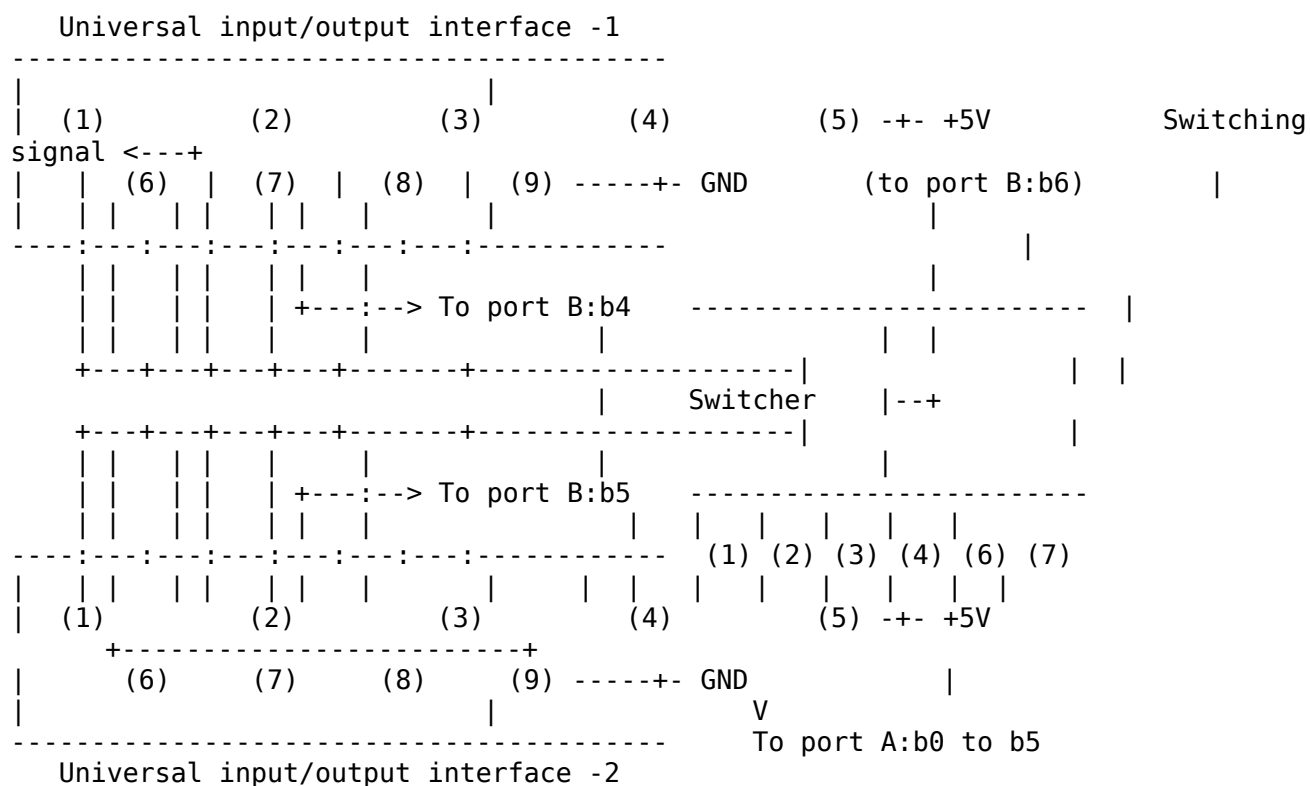 Universal input/output interface -1
-----------------------------------------
|                             |
|  (1)         (2)         (3)         (4)         (5) -+- +5V           Switching
signal <---+
|   |  (6)  |  (7)  |  (8)  |  (9) -----+- GND       (to port B:b6)        |
|   | |   | |   | |   |       |                           |
----:---:---:---:---:---:---:------------                       |
    | |   | |   | |   |                                   |
    | |   | |   | +---:--> To port B:b4    -------------------------  |
    | |   | |   |     |              |                 |  |
    +---+---+---+---+-------+--------------------|                |  |
                                     |     Switcher    |--+
    +---+---+---+---+-------+--------------------|                |
    | |   | |   |     |              |                 |
    | |   | |   | +---:--> To port B:b5    -------------------------
    | |   | |   | |   |                |   |   |   |   |   |
----:---:---:---:---:---:---:------------  (1) (2) (3) (4) (6) (7)
|   | |   | |   | |   |       |     |  |   |   |   |   |  |
|  (1)         (2)         (3)         (4)         (5) -+- +5V
      +-------------------------+
|      (6)     (7)     (8)     (9) -----+- GND            |
|                             |                V
-----------------------------------------      To port A:b0 to b5
Universal input/output interface -2